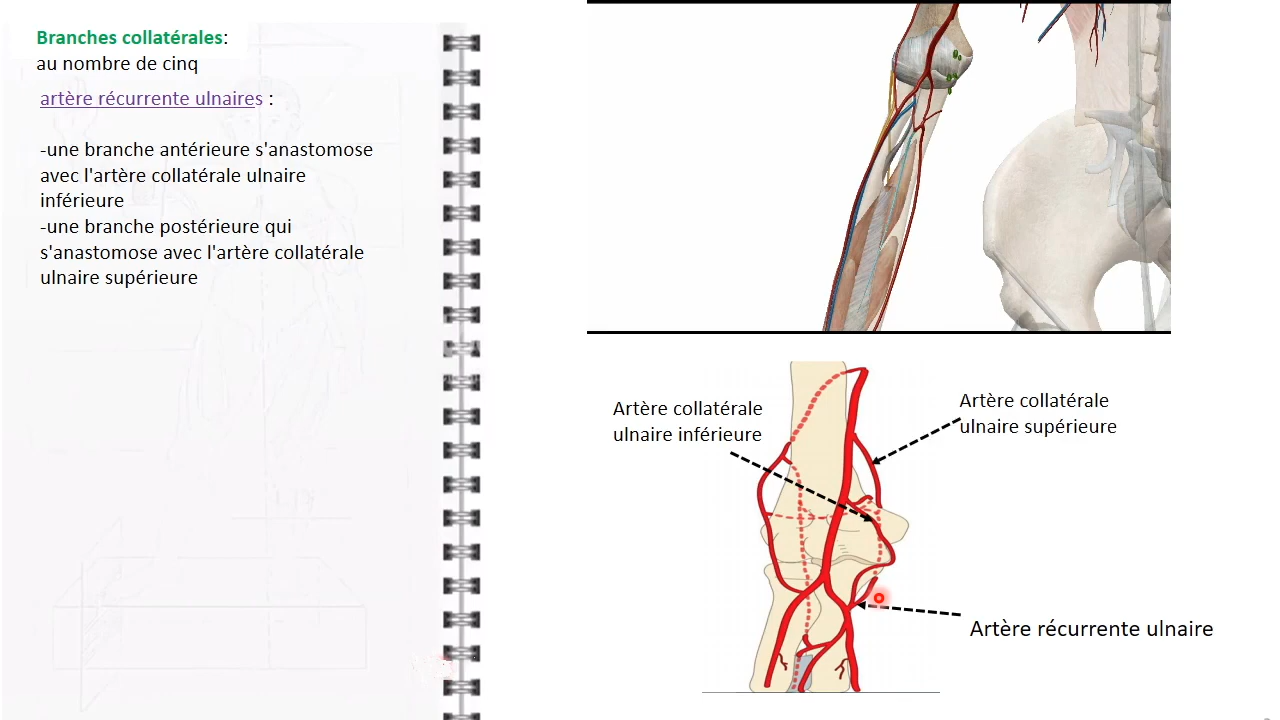 Branches collatérales:
au nombre de cinq
artère récurrente ulnaires :
-une branche antérieure s'anastomose
avec l'artère collatérale ulnaire
inférieure
-une branche postérieure qui
s'anastomose avec l'artère collatérale
ulnaire supérieure
Artère collatérale
ulnaire inférieure
Artère collatérale
ulnaire supérieure
Artère récurrente ulnaire